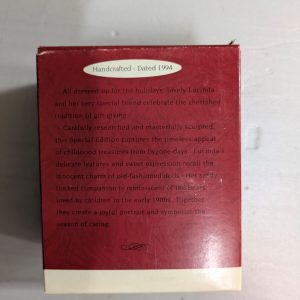 Handcrafted - Dated 1994
All dressed up for the holidays, lovely Lucinda
and her very special friend celebrate the cherished
tradition of gift giving.
Carefully researched and masterfully sculpted,
this Special Edition captures the timeless appeal
of childhood treasures from bygone days. Lucinda's
delicate features and sweet expression recall the
innocent charm of old-fashioned dolls. Her
companion is reminiscent of the bears
loved by children in the early 1900s. Together
they create a joyful portrait and symbolize the
season of caring.